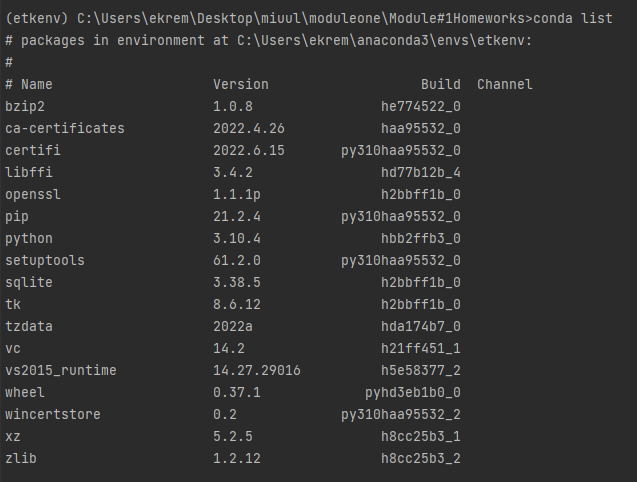 (etkenv) C:\Users\ekrem\Desktop\miuul\moduleone\Module#1Homeworks>conda list
# packages in environment at C:\Users\ekrem\anaconda3\envs\etkenv:
#
# Name                    Version                   Build  Channel
bzip2                     1.0.8                he774522_0
ca-certificates           2022.4.26            haa95532_0
certifi                   2022.6.15       py310haa95532_0
libffi                    3.4.2                hd77b12b_4
openssl                   1.1.1p               h2bbff1b_0
pip                       21.2.4          py310haa95532_0
python                    3.10.4               hbb2ffb3_0
setuptools                61.2.0          py310haa95532_0
sqlite                    3.38.5               h2bbff1b_0
tk                        8.6.12               h2bbff1b_0
tzdata                    2022a                hda174b7_0
vc                        14.2                 h21ff451_1
vs2015_runtime            14.27.29016          h5e58377_2
wheel                     0.37.1             pyhd3eb1b0_0
wincertstore              0.2             py310haa95532_2
xz                        5.2.5                h8cc25b3_1
zlib                      1.2.12               h8cc25b3_2